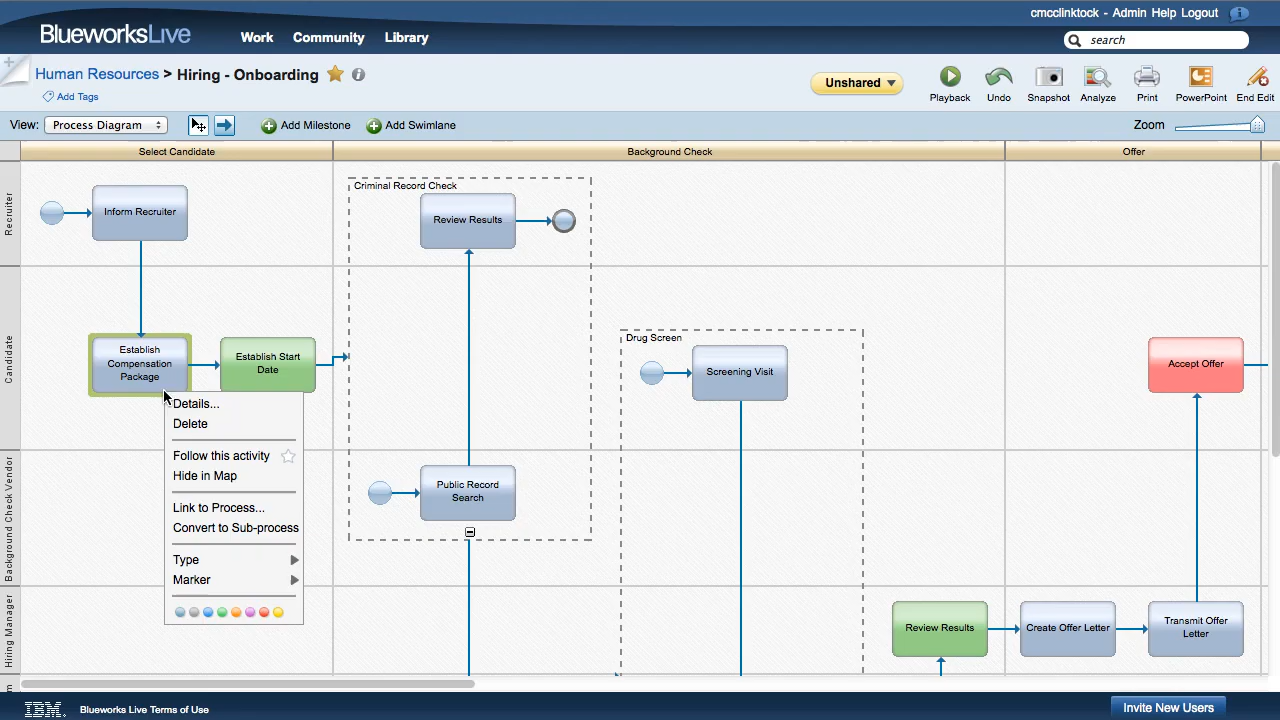 cmcclinktock - Admin Help Logout
BlueworksLive
Work
Community
Library
search
Human Resources > Hiring - Onboarding
Add Tags
Unshared
Playback
Undo
Snapshot
Analyze
Print
PowerPoint
End Edit
View:
Process Diagram
Add Milestone
Add Swimlane
Zoom
Select Candidate
Background Check
Offer
Recruiter
Inform Recruiter
Criminal Record Check
Review Results
Candidate
Establish
Compensation
Package
Establish Start
Date
Drug Screen
Screening Visit
Accept Offer
Details...
Delete
Follow this activity
Hide in Map
Link to Process...
Convert to Sub-process
Type
Marker
Background Check Vendor
Public Record
Search
Hiring Manager
Review Results
Create Offer Letter
Transmit Offer
Letter
IBM
Blueworks Live Terms of Use
Invite New Users